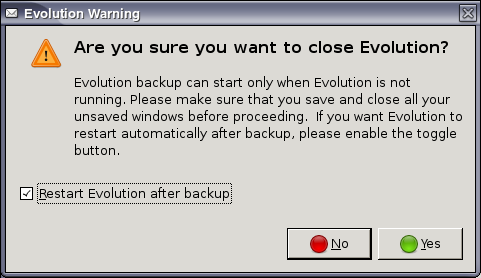 Evolution Warning
Are you sure you want to close Evolution?
Evolution backup can start only when Evolution is not
running. Please make sure that you save and close all your
unsaved windows before proceeding.  If you want Evolution to
restart automatically after backup, please enable the toggle
button.
Restart Evolution after backup
No
Yes